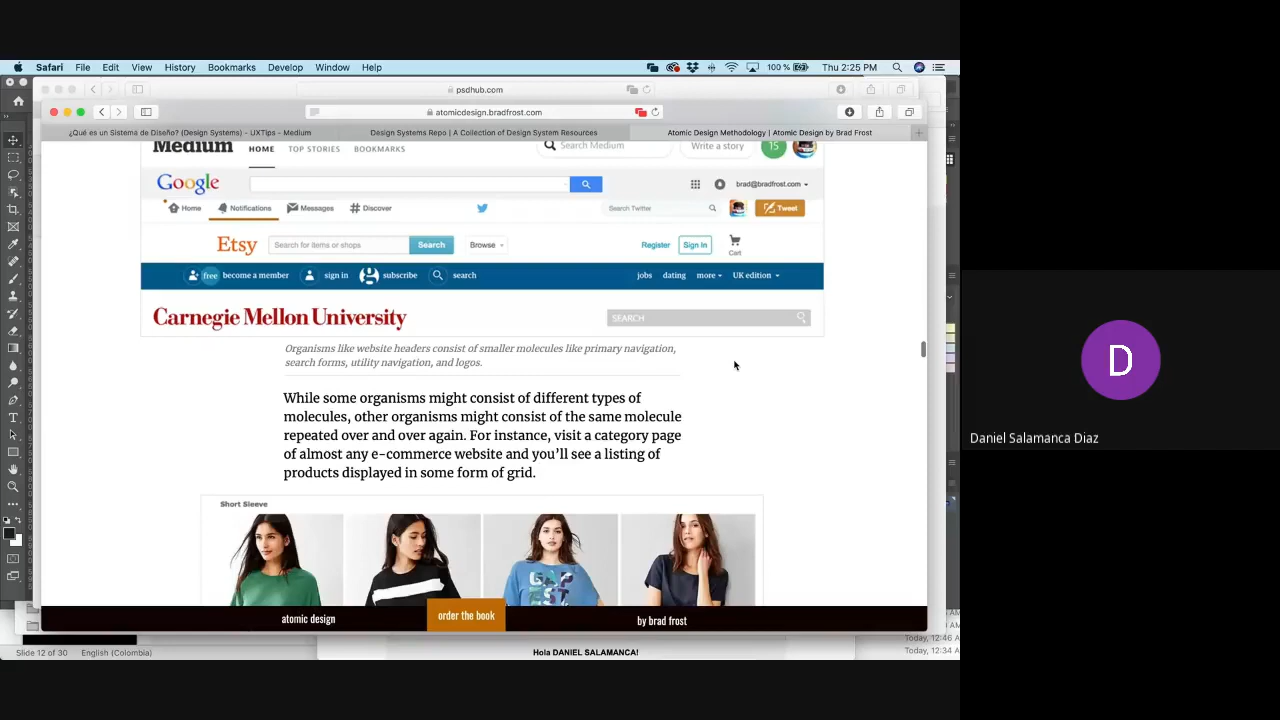 Safari File Edit View History Bookmarks Develop Window Help 100 % Thu 2:25 PM
psdhub.com
atomicdesign.bradfrost.com
¿Qué es un Sistema de Diseño? (Design Systems) - UXTips - Medium
Design Systems Repo | A Collection of Design System Resources
Atomic Design Methodology | Atomic Design by Brad Frost
Medium HOME TOP STORIES BOOKMARKS Search Medium Write a story 15
Google brad@bradfrost.com
Home Notifications Messages Discover Search Twitter Tweet
Etsy Search for items or shops Search Browse Register Sign In Cart
free become a member sign in subscribe search jobs dating more UK edition
Carnegie Mellon University SEARCH
Organisms like website headers consist of smaller molecules like primary navigation,
search forms, utility navigation, and logos.
While some organisms might consist of different types of
molecules, other organisms might consist of the same molecule
repeated over and over again. For instance, visit a category page
of almost any e-commerce website and you’ll see a listing of
products displayed in some form of grid.
Short Sleeve
GAP
atomic design order the book by brad frost
Slide 12 of 30 English (Colombia)
Hola DANIEL SALAMANCA!
Today, 12:46 A
Today, 12:34 A
D
Daniel Salamanca Diaz